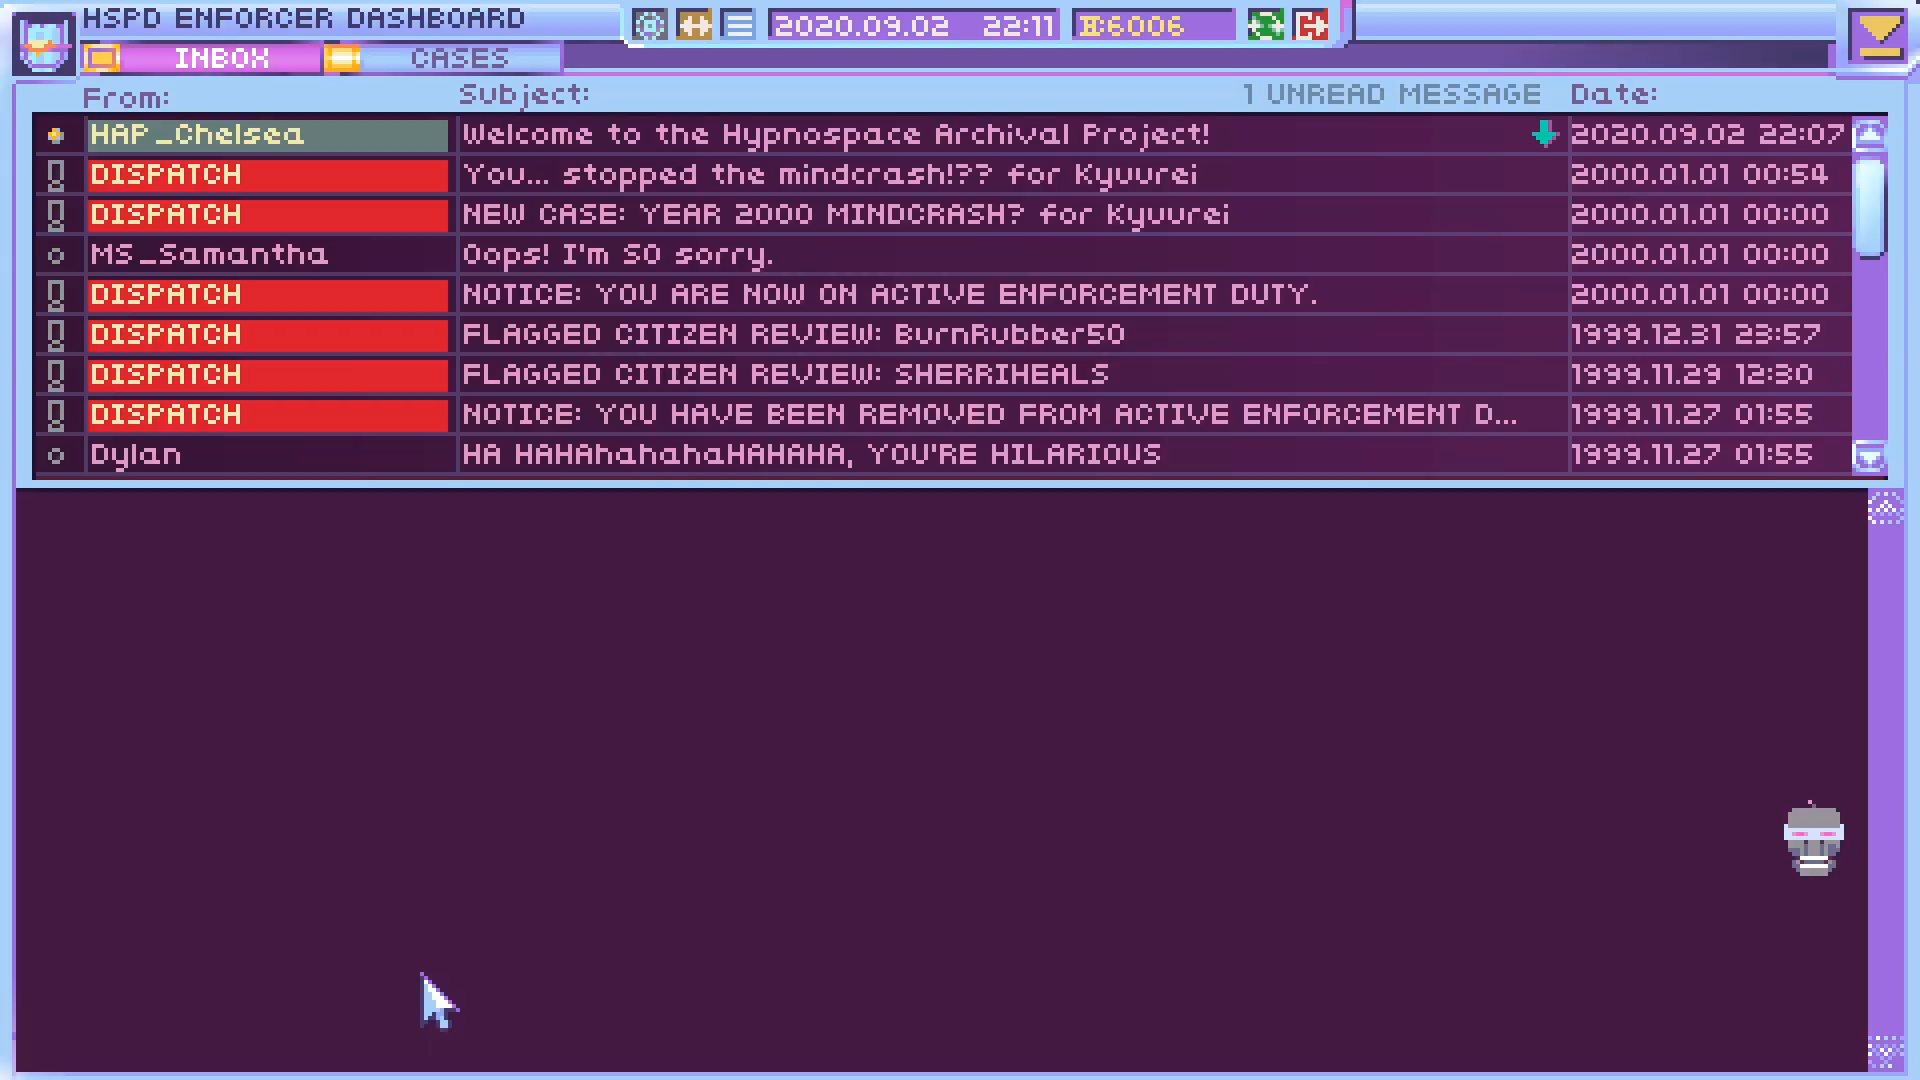 HSPD ENFORCER DASHBOARD
2020.09.02 22:11
6006
INBOX
CASES
From:
Subject:
1 UNREAD MESSAGE
Date:
HAP_Chelsea Welcome to the Hypnospace Archival Project! 2020.09.02 22:07
DISPATCH You... stopped the mindcrash!?? for Kyuurei 2000.01.01 00:54
DISPATCH NEW CASE: YEAR 2000 MINDCRASH? for Kyuurei 2000.01.01 00:00
MS_Samantha Oops! I'm SO sorry. 2000.01.01 00:00
DISPATCH NOTICE: YOU ARE NOW ON ACTIVE ENFORCEMENT DUTY. 2000.01.01 00:00
DISPATCH FLAGGED CITIZEN REVIEW: BurnRubber50 1999.12.31 23:57
DISPATCH FLAGGED CITIZEN REVIEW: SHERRIHEALS 1999.11.29 12:30
DISPATCH NOTICE: YOU HAVE BEEN REMOVED FROM ACTIVE ENFORCEMENT D... 1999.11.27 01:55
Dylan HA HAHAhahahaHAHAHA, YOU'RE HILARIOUS 1999.11.27 01:55